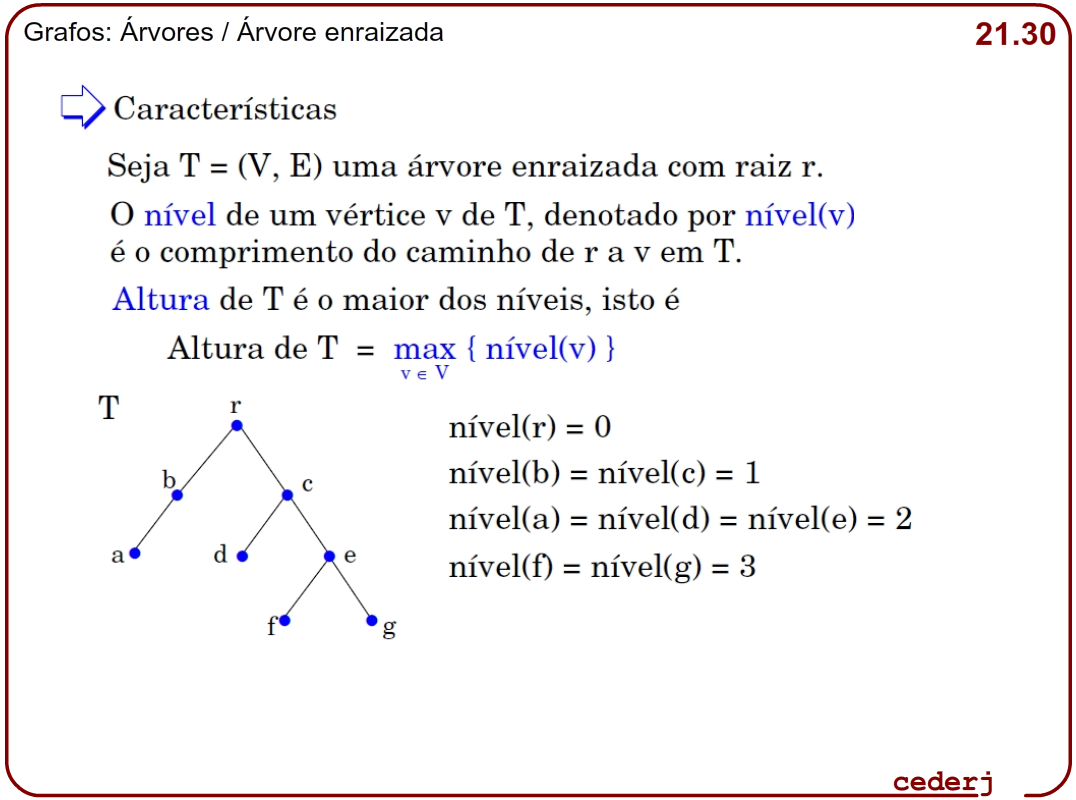 Grafos: Árvores / Árvore enraizada
21.30
Características
Seja T = (V, E) uma árvore enraizada com raiz r.
O nível de um vértice v de T, denotado por nível(v)
é o comprimento do caminho de r a v em T.
Altura de T é o maior dos níveis, isto é
Altura de T = max { nível(v) }
v ∈ V
T
r
b
c
a
d
e
f
g
nível(r) = 0
nível(b) = nível(c) = 1
nível(a) = nível(d) = nível(e) = 2
nível(f) = nível(g) = 3
cederj